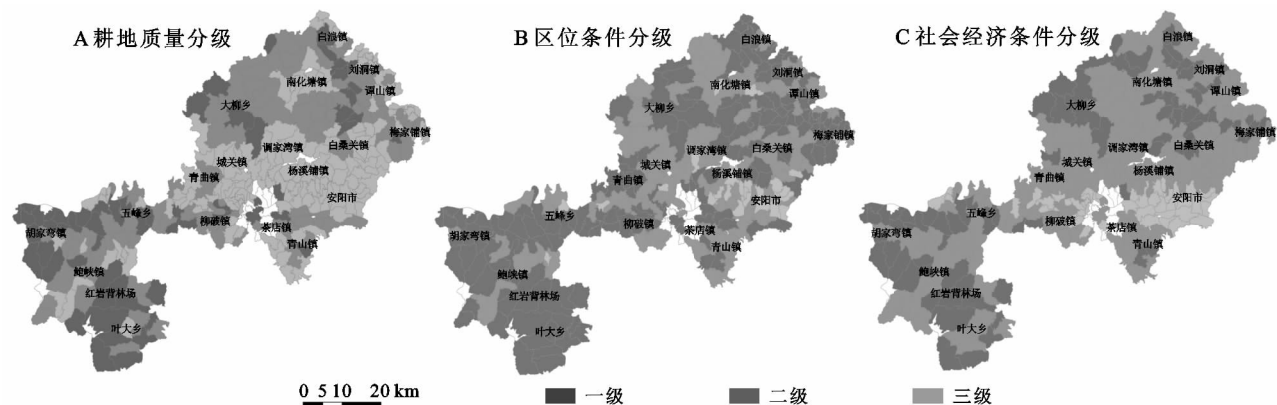 A 耕地质量分级
白浪镇
刘洞镇
南化塘镇
谭山镇
大柳乡
梅家铺镇
调家湾镇
白桑关镇
城关镇
杨溪铺镇
青曲镇
安阳市
五峰乡
柳破镇
茶店镇
胡家弯镇
青山镇
鲍峡镇
红岩背林场
叶大乡
B 区位条件分级
白浪镇
刘洞镇
南化塘镇
谭山镇
大柳乡
梅家铺镇
调家湾镇
白桑关镇
城关镇
杨溪铺镇
青曲镇
安阳市
五峰乡
柳破镇
茶店镇
胡家弯镇
青山镇
鲍峡镇
红岩背林场
叶大乡
C 社会经济条件分级
白浪镇
刘洞镇
南化塘镇
谭山镇
大柳乡
梅家铺镇
调家湾镇
白桑关镇
城关镇
杨溪铺镇
青曲镇
安阳市
五峰乡
柳破镇
茶店镇
胡家弯镇
青山镇
鲍峡镇
红岩背林场
叶大乡
0 5 10 20 km
一级
二级
三级